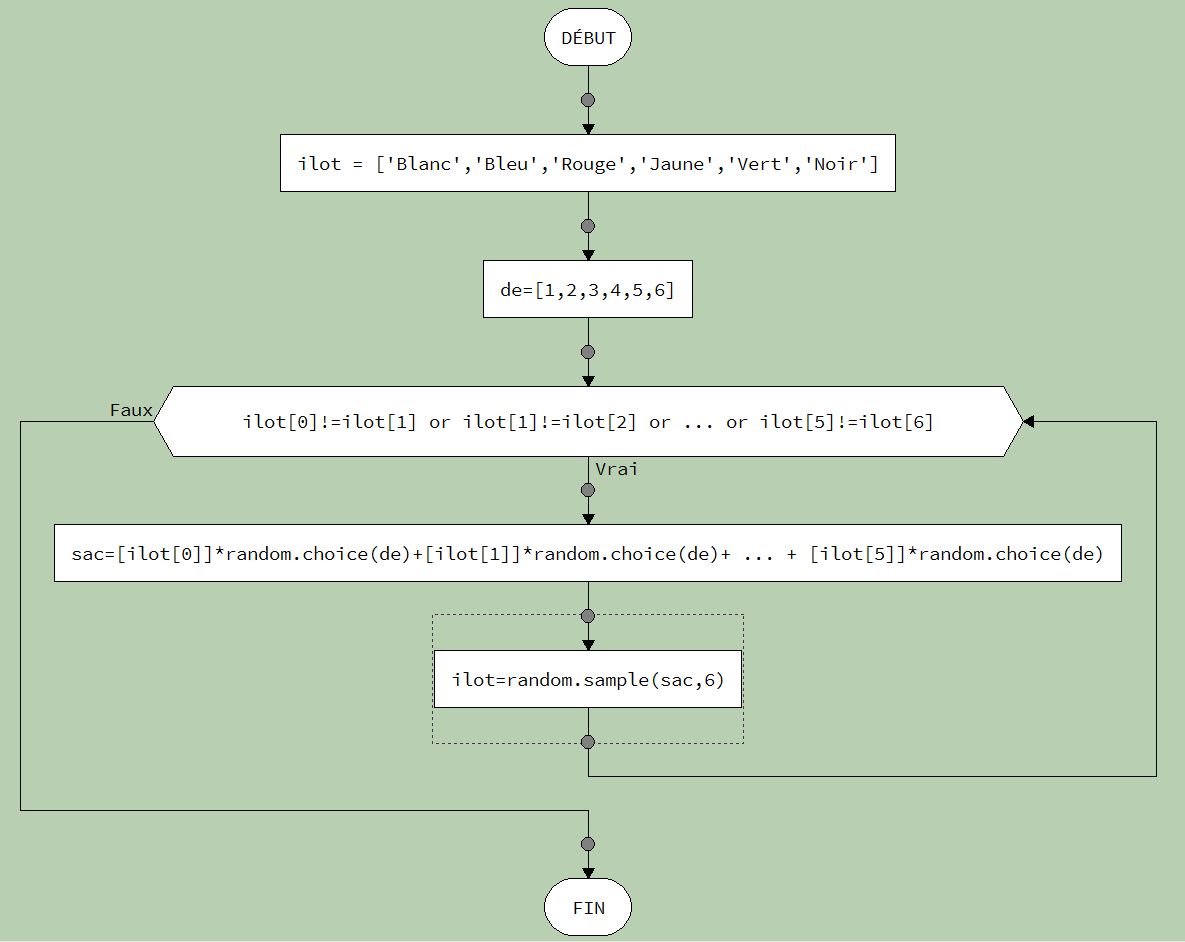 DÉBUT
ilot = ['Blanc','Bleu','Rouge','Jaune','Vert','Noir']
de=[1,2,3,4,5,6]
Faux
ilot[0]!=ilot[1] or ilot[1]!=ilot[2] or ... or ilot[5]!=ilot[6]
Vrai
sac=[ilot[0]]*random.choice(de)+[ilot[1]]*random.choice(de)+ ... + [ilot[5]]*random.choice(de)
ilot=random.sample(sac,6)
FIN